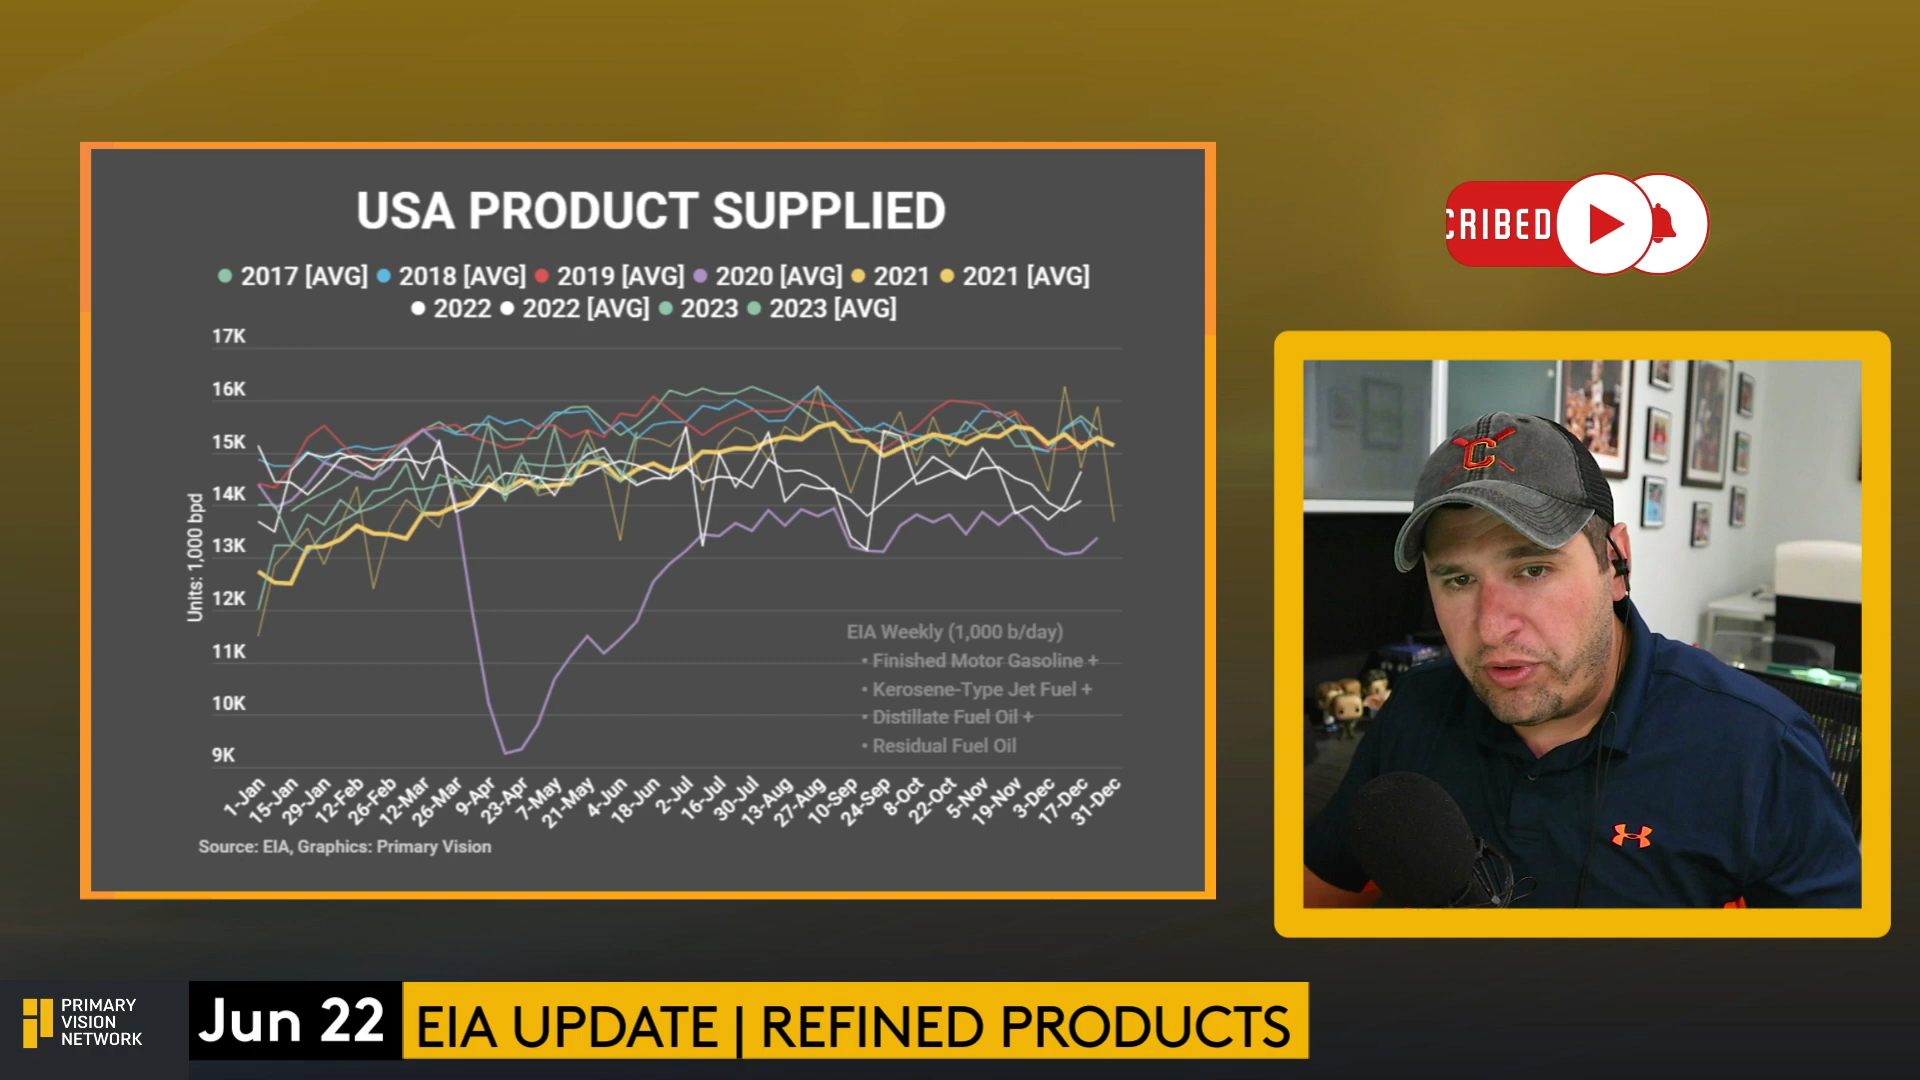 USA PRODUCT SUPPLIED
2017 [AVG] 2018 [AVG] 2019 [AVG] 2020 [AVG] 2021 2021 [AVG]
2022 2022 [AVG] 2023 2023 [AVG]
17K
16K
15K
14K
13K
12K
11K
10K
9K
Units: 1,000 bpd
EIA Weekly (1,000 b/day)
• Finished Motor Gasoline +
• Kerosene-Type Jet Fuel +
• Distillate Fuel Oil +
• Residual Fuel Oil
1-Jan 15-Jan 29-Jan 12-Feb 26-Feb 12-Mar 26-Mar 9-Apr 23-Apr 7-May 21-May 4-Jun 18-Jun 2-Jul 16-Jul 30-Jul 13-Aug 27-Aug 10-Sep 24-Sep 8-Oct 22-Oct 5-Nov 19-Nov 3-Dec 17-Dec 31-Dec
Source: EIA, Graphics: Primary Vision
CRIBED
C
PRIMARY
VISION
NETWORK
Jun 22
EIA UPDATE | REFINED PRODUCTS